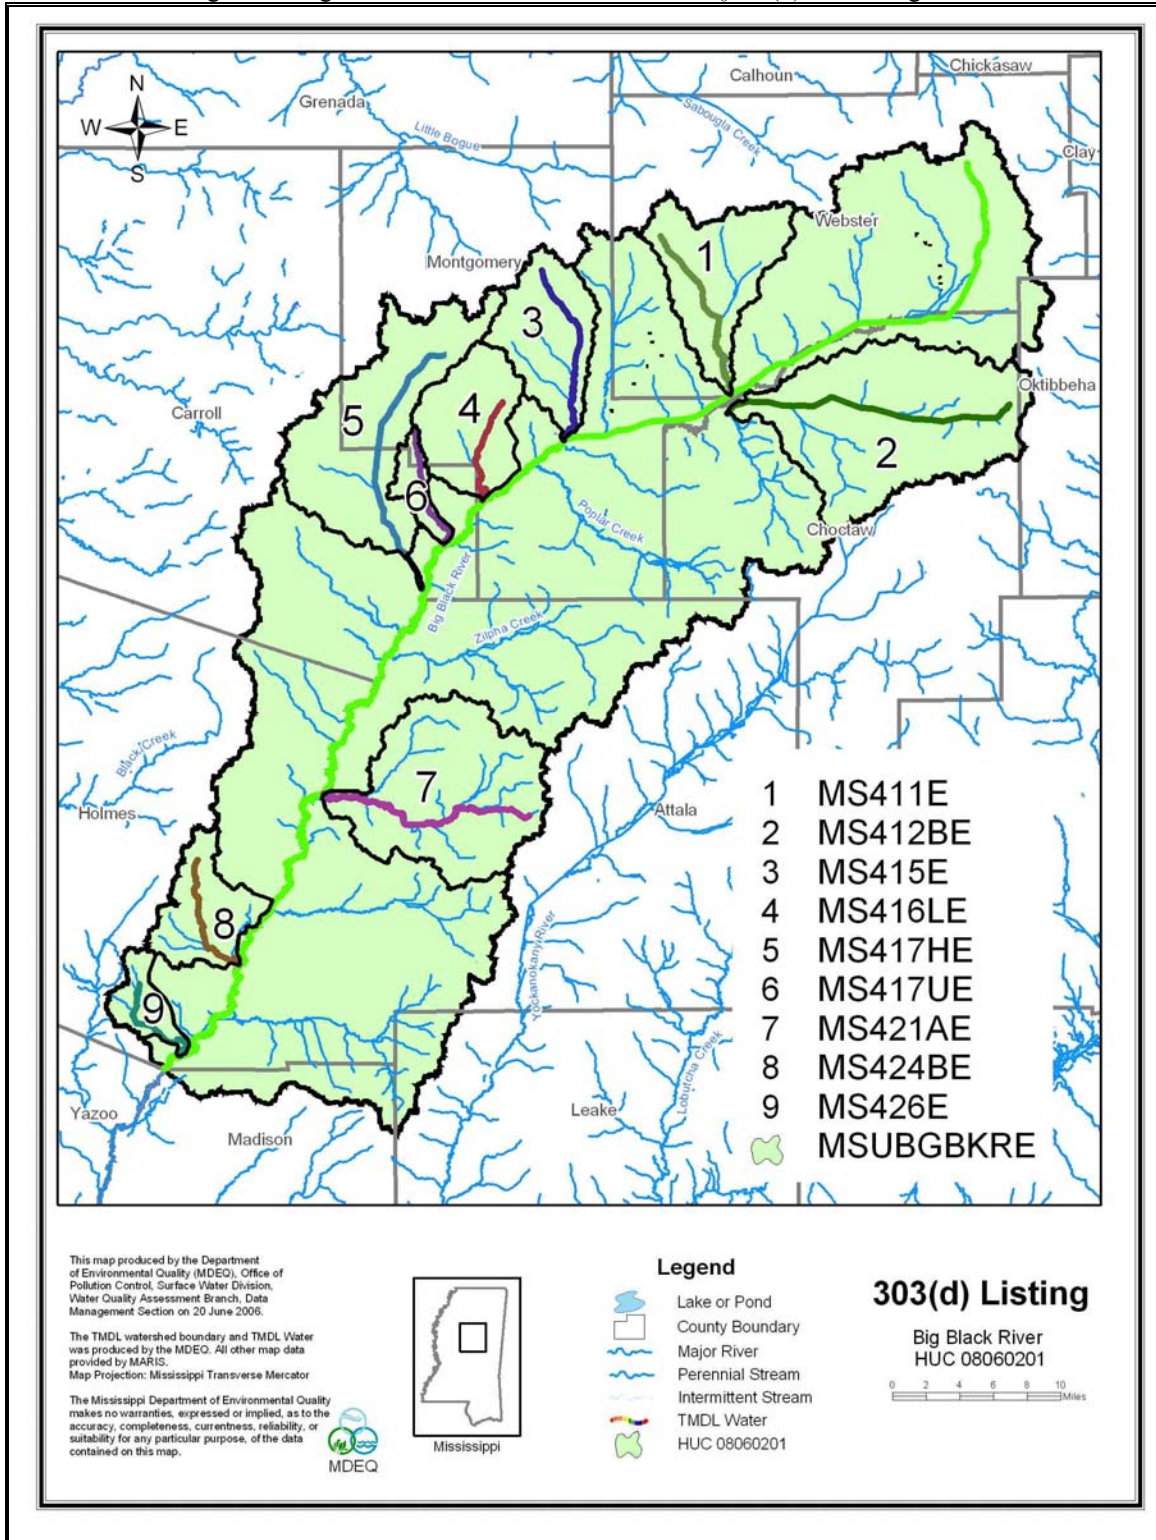 N
W E
S
Grenada
Calhoun
Chickasaw
Little Bogue
Sabougla Creek
Clay
Webster
Montgomery
1
3
Oktibbeha
Carroll
5
4
2
6
Poplar Creek
Choctaw
Big Black River
Zilpha Creek
Black Creek
7
Holmes
Attala
8
Yockanokany River
9
Lobutcha Creek
Yazoo
Leake
Madison
1 MS411E
2 MS412BE
3 MS415E
4 MS416LE
5 MS417HE
6 MS417UE
7 MS421AE
8 MS424BE
9 MS426E
MSUBGBKRE
This map produced by the Department
of Environmental Quality (MDEQ), Office of
Pollution Control, Surface Water Division,
Water Quality Assessment Branch, Data
Management Section on 20 June 2006.
The TMDL watershed boundary and TMDL Water
was produced by the MDEQ. All other map data
provided by MARIS.
Map Projection: Mississippi Transverse Mercator
The Mississippi Department of Environmental Quality
makes no warranties, expressed or implied, as to the
accuracy, completeness, currentness, reliability, or
suitability for any particular purpose, of the data
contained on this map.
MDEQ
Mississippi
Legend
Lake or Pond
County Boundary
Major River
Perennial Stream
Intermittent Stream
TMDL Water
HUC 08060201
303(d) Listing
Big Black River
HUC 08060201
0 2 4 6 8 10
Miles